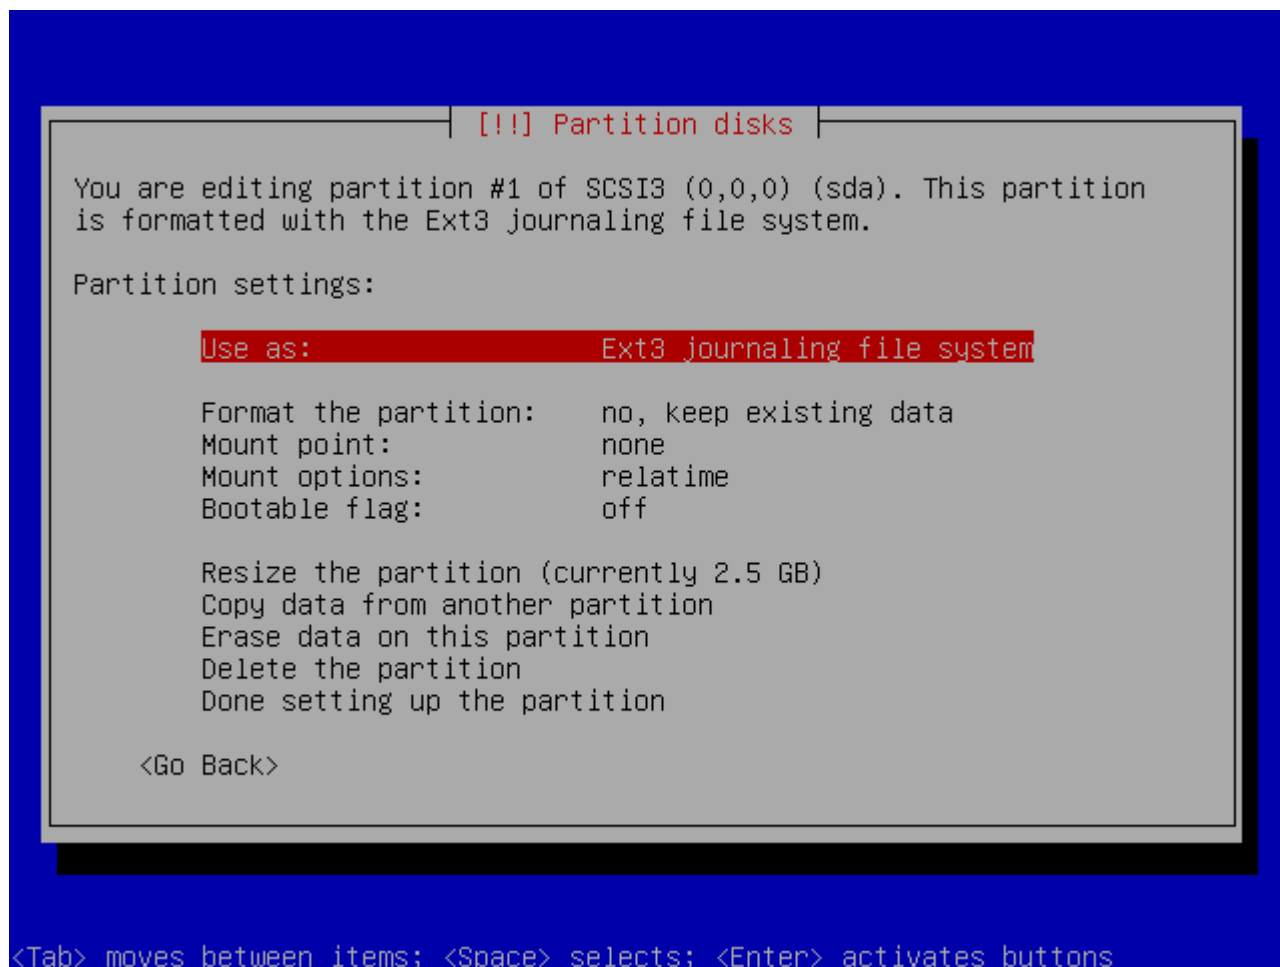 [!!] Partition disks
You are editing partition #1 of SCSI3 (0,0,0) (sda). This partition
is formatted with the Ext3 journaling file system.
Partition settings:
Use as: Ext3 journaling file system
Format the partition: no, keep existing data
Mount point: none
Mount options: relatime
Bootable flag: off
Resize the partition (currently 2.5 GB)
Copy data from another partition
Erase data on this partition
Delete the partition
Done setting up the partition
<Go Back>
<Tab> moves between items; <Space> selects; <Enter> activates buttons